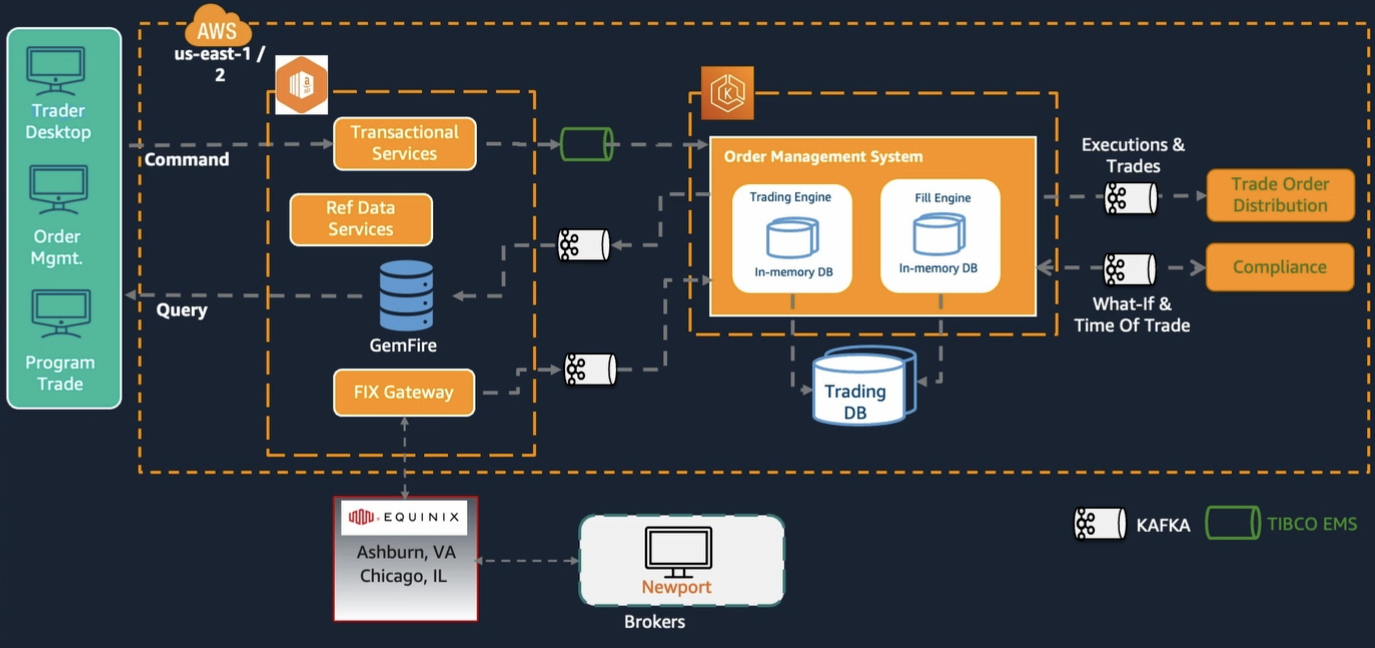 AWS
us-east-1 /
2
Trader
Desktop
Order
Mgmt.
Program
Trade
Command
Query
Transactional
Services
Ref Data
Services
GemFire
FIX Gateway
Order Management System
Trading Engine
In-memory DB
Fill Engine
In-memory DB
Trading
DB
Executions &
Trades
Trade Order
Distribution
Compliance
What-If &
Time Of Trade
EQUINIX
Ashburn, VA
Chicago, IL
Newport
Brokers
KAFKA
TIBCO EMS